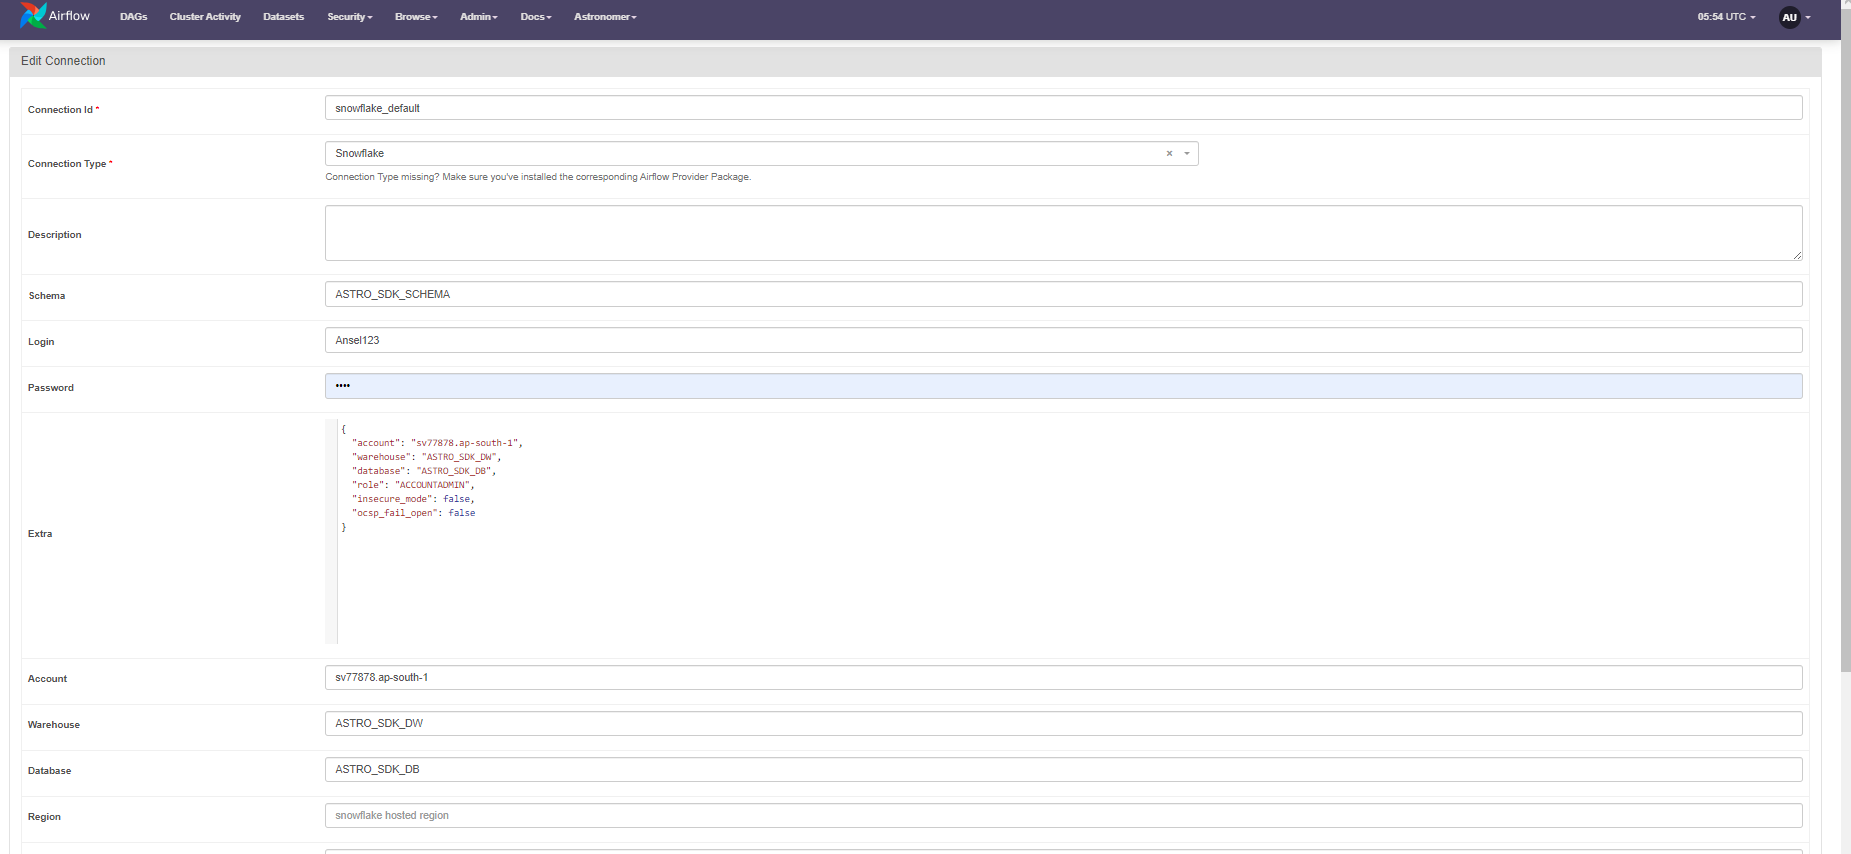 Airflow DAGs Cluster Activity Datasets Security Browse Admin Docs Astronomer 05:54 UTC AU
Edit Connection
Connection Id *
snowflake_default
Connection Type *
Snowflake × 
Connection Type missing? Make sure you've installed the corresponding Airflow Provider Package.
Description
Schema
ASTRO_SDK_SCHEMA
Login
Ansel123
Password
••••
Extra
{
"account": "sv77878.ap-south-1",
"warehouse": "ASTRO_SDK_DW",
"database": "ASTRO_SDK_DB",
"role": "ACCOUNTADMIN",
"insecure_mode": false,
"ocsp_fail_open": false
}
Account
sv77878.ap-south-1
Warehouse
ASTRO_SDK_DW
Database
ASTRO_SDK_DB
Region
snowflake hosted region